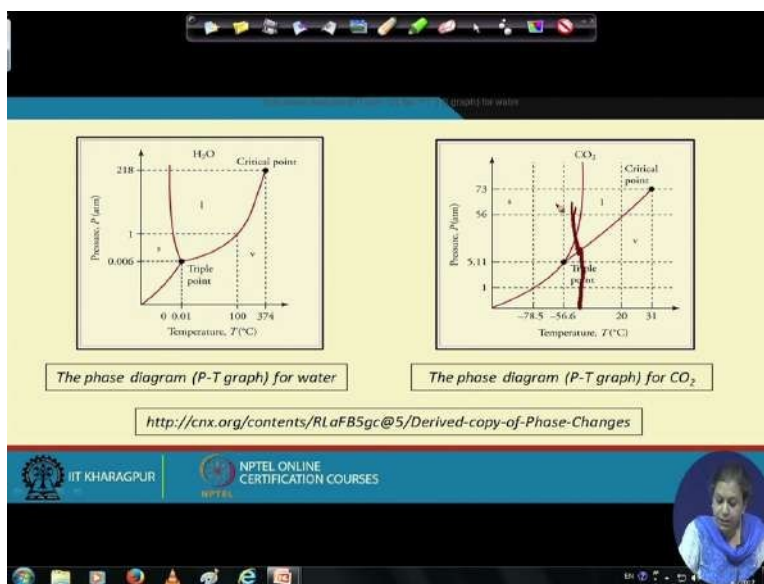 H₂O
Critical point
218
l
1
s
v
0.006
Triple
point
0 0.01 100 374
Pressure, P (atm)
Temperature, T (°C)
CO₂
Critical
point
73
s
l
56
v
5.11
Triple
point
1
-78.5 -56.6 20 31
Pressure, P (atm)
Temperature, T (°C)
The phase diagram (P-T graph) for water
The phase diagram (P-T graph) for CO₂
http://cnx.org/contents/RLaFB5gc@5/Derived-copy-of-Phase-Changes
IIT KHARAGPUR
NPTEL
NPTEL ONLINE
CERTIFICATION COURSES
EN